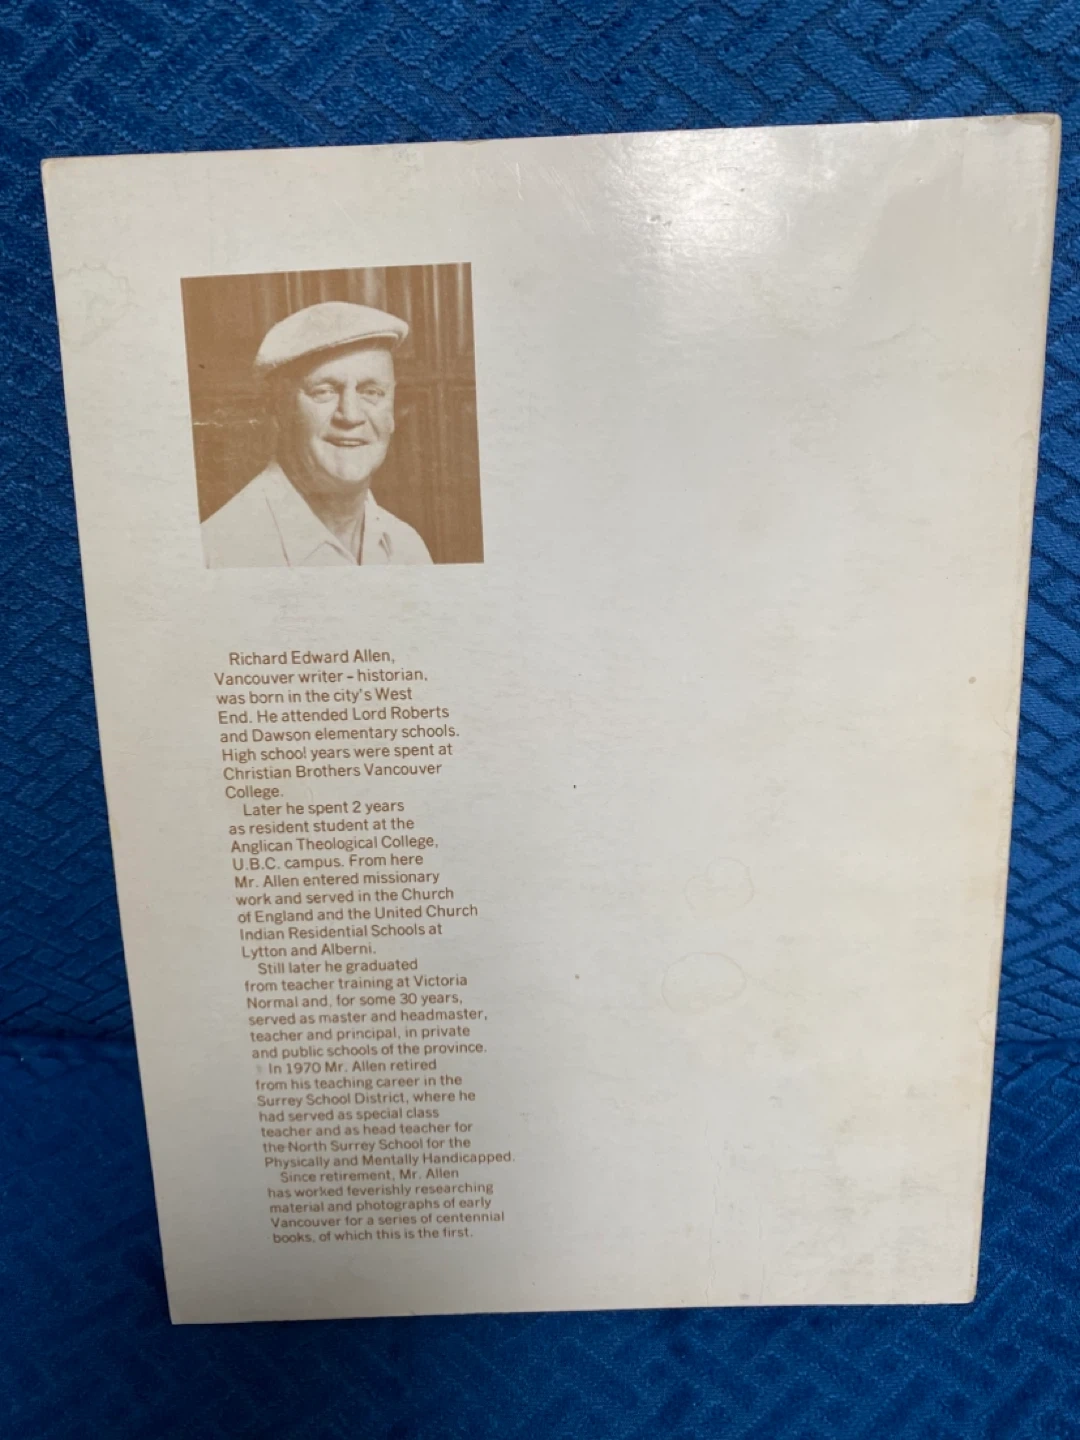 Richard Edward Allen,
Vancouver writer - historian,
was born in the city's West
End. He attended Lord Roberts
and Dawson elementary schools.
High school years were spent at
Christian Brothers Vancouver
College.
Later he spent 2 years
as resident student at the
Anglican Theological College,
U.B.C. campus. From here
Mr. Allen entered missionary
work and served in the Church
of England and the United Church
Indian Residential Schools at
Lytton and Alberni.
Still later he graduated
from teacher training at Victoria
Normal and, for some 30 years,
served as master and headmaster,
teacher and principal, in private
and public schools of the province.
In 1970 Mr. Allen retired
from his teaching career in the
Surrey School District, where he
had served as special class
teacher and as head teacher for
the North Surrey School for the
Physically and Mentally Handicapped.
Since retirement, Mr. Allen
has worked feverishly researching
material and photographs of early
Vancouver for a series of centennial
books, of which this is the first.